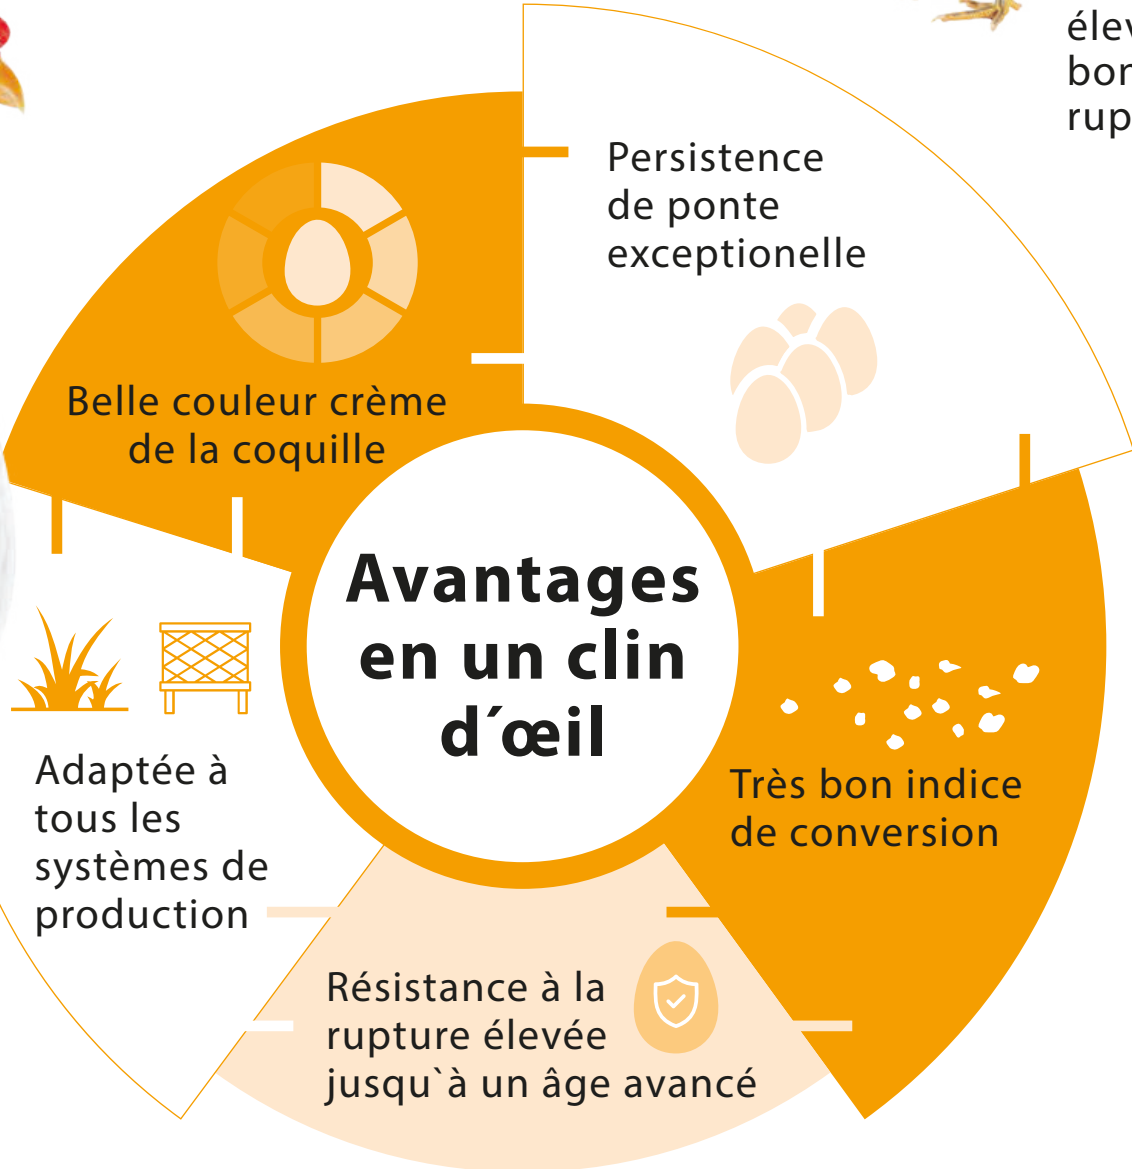 Persistence
de ponte
exceptionelle
Belle couleur crème
de la coquille
Avantages
en un clin
d´œil
Très bon indice
de conversion
Adaptée à
tous les
systèmes de
production
Résistance à la
rupture élevée
jusqu`à un âge avancé